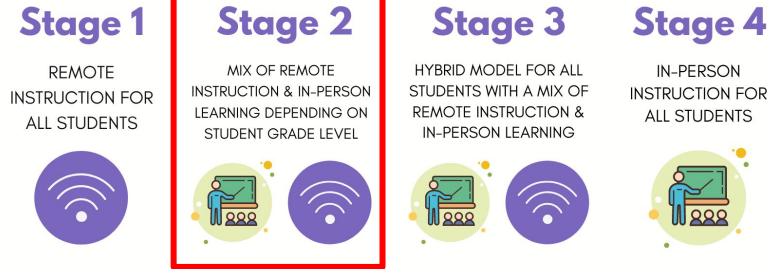 Stage 1
REMOTE
INSTRUCTION FOR
ALL STUDENTS
Stage 2
MIX OF REMOTE
INSTRUCTION & IN-PERSON
LEARNING DEPENDING ON
STUDENT GRADE LEVEL
Stage 3
HYBRID MODEL FOR ALL
STUDENTS WITH A MIX OF
REMOTE INSTRUCTION &
IN-PERSON LEARNING
Stage 4
IN-PERSON
INSTRUCTION FOR
ALL STUDENTS